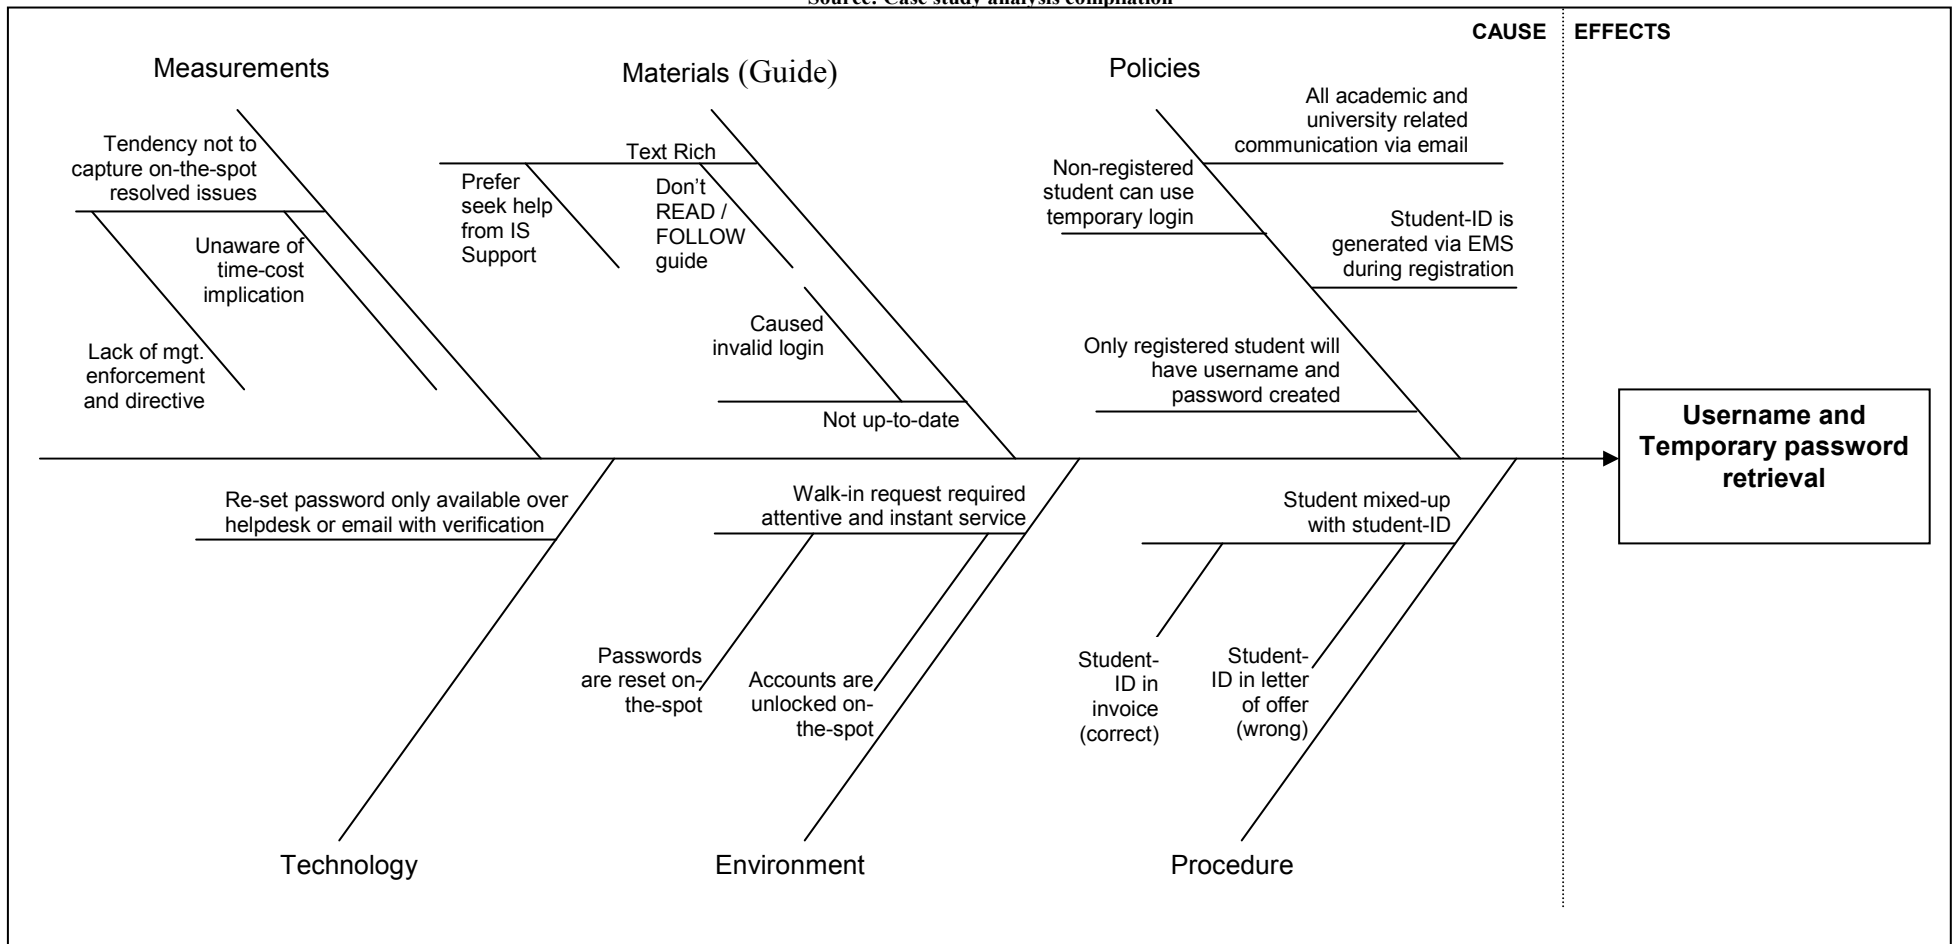 Source: Case study analysis compilation
CAUSE
EFFECTS
Measurements
Tendency not to
capture on-the-spot
resolved issues
Unaware of
time-cost
implication
Lack of mgt.
enforcement
and directive
Materials (Guide)
Text Rich
Prefer
seek help
from IS
Support
Don't
READ /
FOLLOW
guide
Caused
invalid login
Not up-to-date
Policies
All academic and
university related
communication via email
Non-registered
student can use
temporary login
Student-ID is
generated via EMS
during registration
Only registered student will
have username and
password created
Username and
Temporary password
retrieval
Re-set password only available over
helpdesk or email with verification
Technology
Walk-in request required
attentive and instant service
Passwords
are reset on-
the-spot
Accounts are
unlocked on-
the-spot
Environment
Student mixed-up
with student-ID
Student-
ID in
invoice
(correct)
Student-
ID in letter
of offer
(wrong)
Procedure